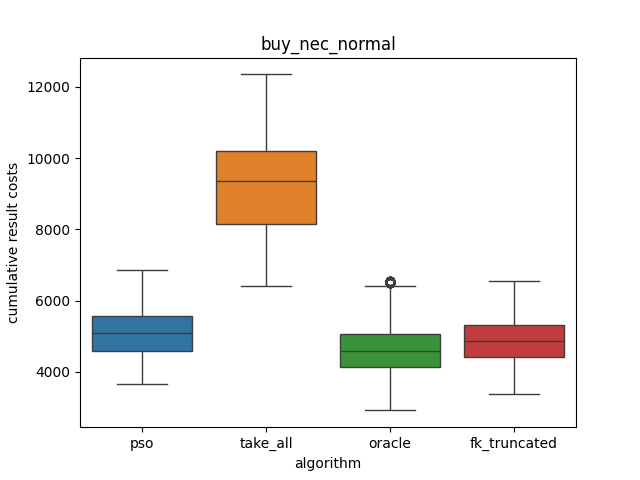 buy_nec_normal
cumulative result costs
12000
10000
8000
6000
4000
pso take_all oracle fk_truncated
algorithm